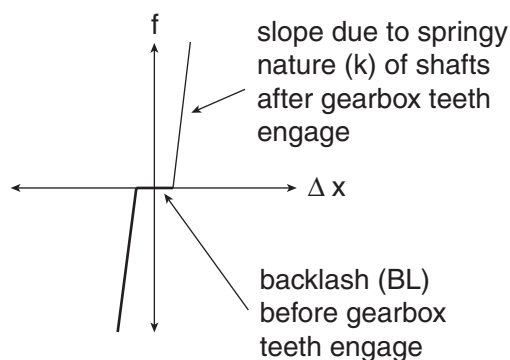 f
slope due to springy
nature (k) of shafts
after gearbox teeth
engage
Δ x
backlash (BL)
before gearbox
teeth engage